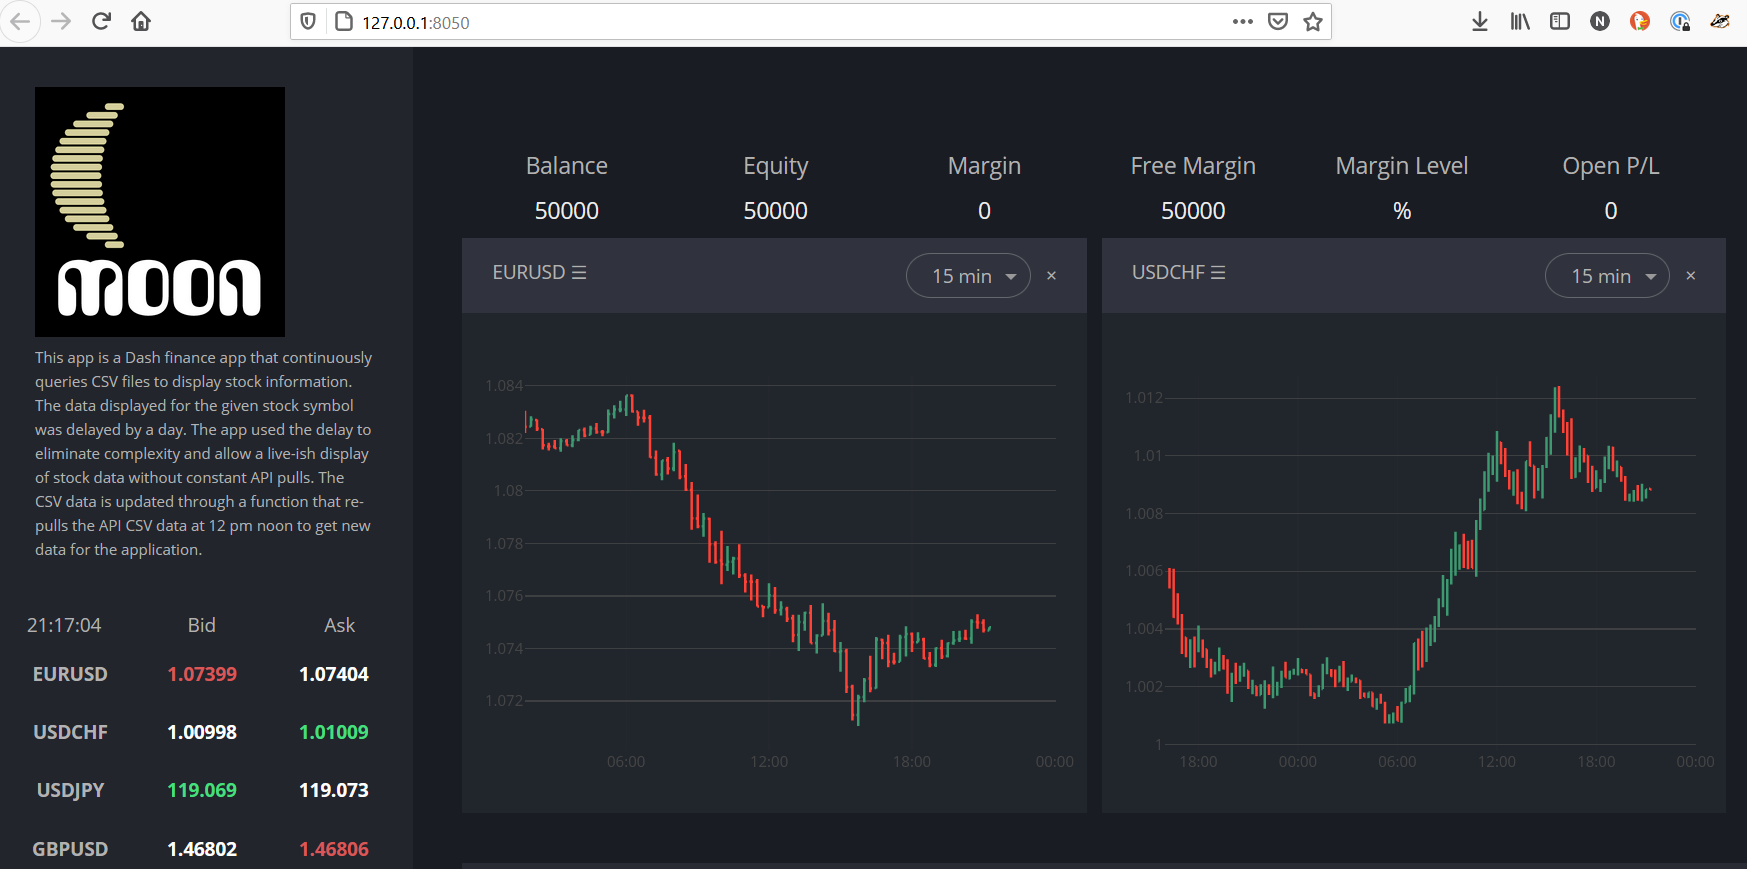 127.0.0.1:8050
moon
This app is a Dash finance app that continuously
queries CSV files to display stock information.
The data displayed for the given stock symbol
was delayed by a day. The app used the delay to
eliminate complexity and allow a live-ish display
of stock data without constant API pulls. The
CSV data is updated through a function that re-
pulls the API CSV data at 12 pm noon to get new
data for the application.
21:17:04 Bid Ask
EURUSD 1.07399 1.07404
USDCHF 1.00998 1.01009
USDJPY 119.069 119.073
GBPUSD 1.46802 1.46806
Balance Equity Margin Free Margin Margin Level Open P/L
50000 50000 0 50000 % 0
EURUSD ☰ 15 min ×
1.084
1.082
1.08
1.078
1.076
1.074
1.072
06:00 12:00 18:00 00:00
USDCHF ☰ 15 min ×
1.012
1.01
1.008
1.006
1.004
1.002
1
18:00 00:00 06:00 12:00 18:00 00:00